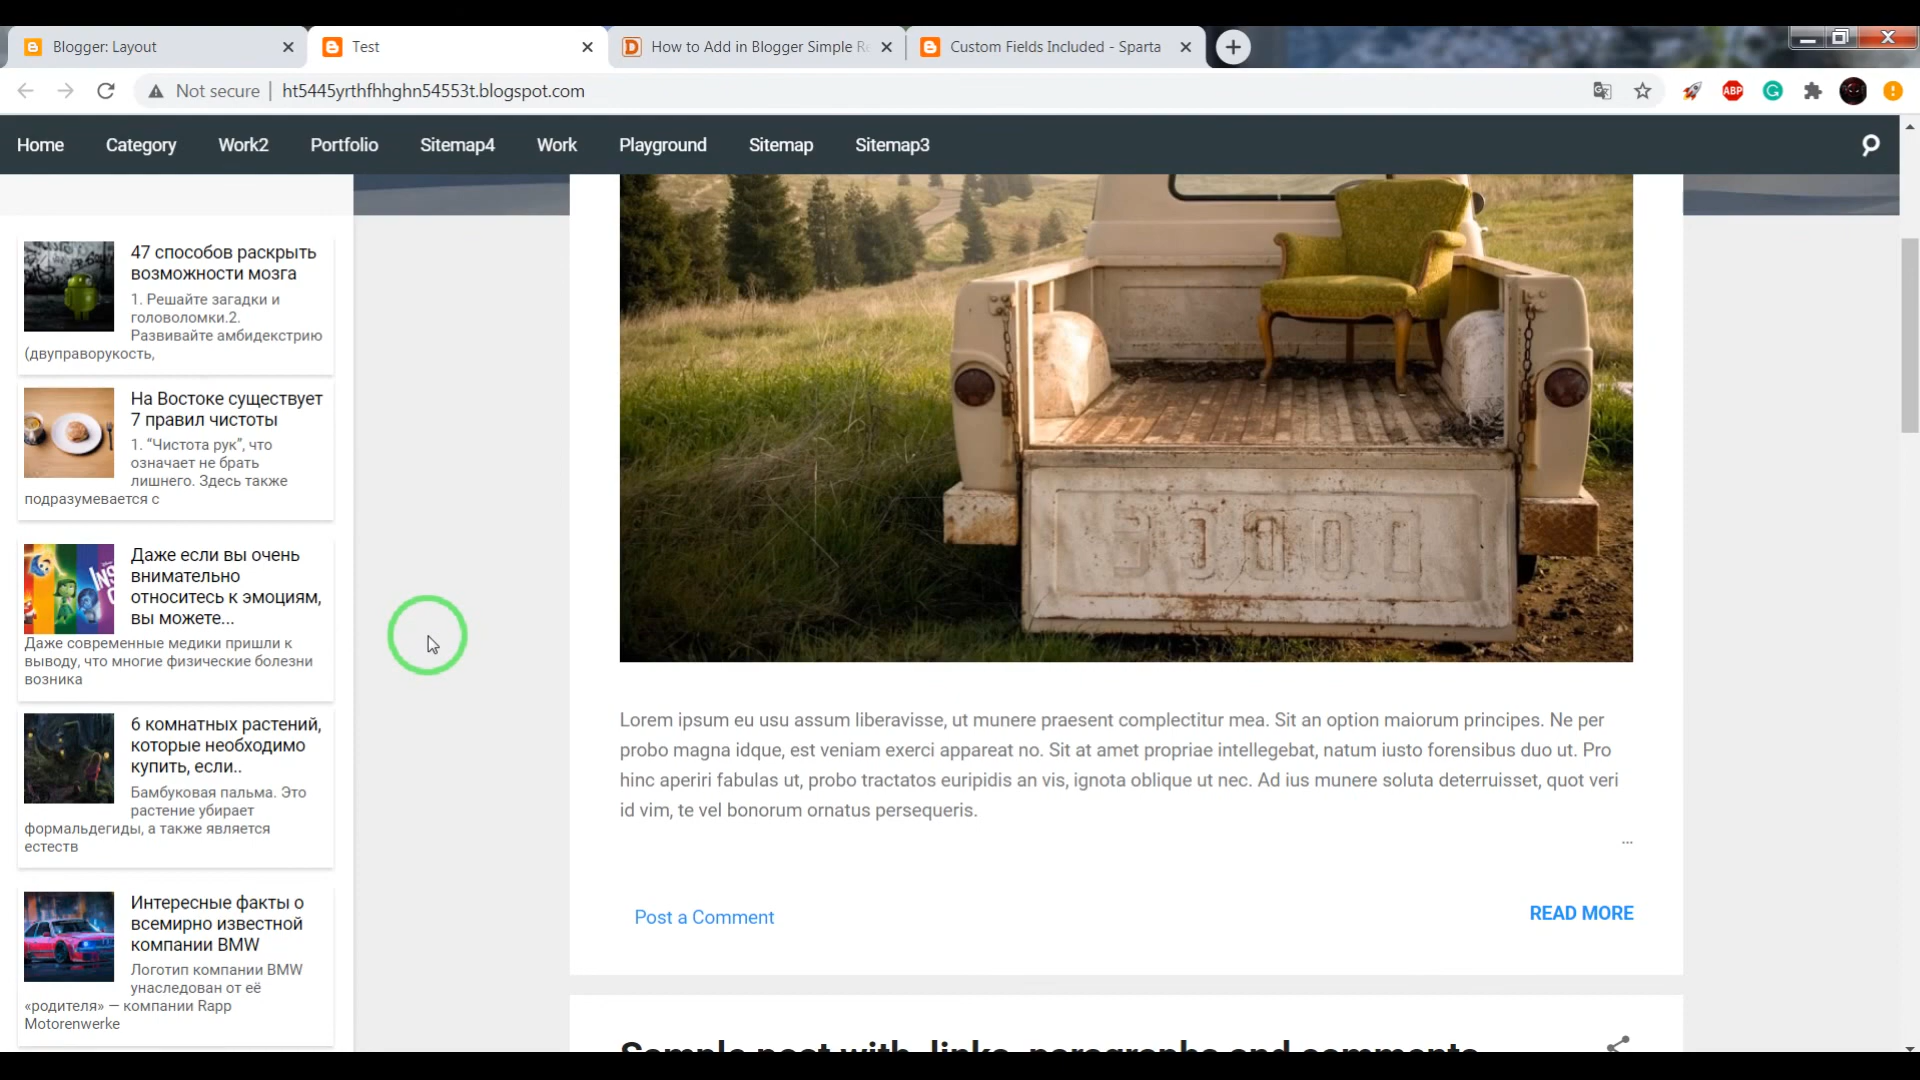 Blogger: Layout
Test
How to Add in Blogger Simple Re
Custom Fields Included - Sparta
Not secure
ht5445yrthfhhghn54553t.blogspot.com
ABP
Home
Category
Work2
Portfolio
Sitemap4
Work
Playground
Sitemap
Sitemap3
47 способов раскрыть
возможности мозга
1. Решайте загадки и
головоломки.2.
Развивайте амбидекстрию
(двуправорукость,
На Востоке существует
7 правил чистоты
1. “Чистота рук”, что
означает не брать
лишнего. Здесь также
подразумевается с
Даже если вы очень
внимательно
относитесь к эмоциям,
вы можете...
Даже современные медики пришли к
выводу, что многие физические болезни
возника
6 комнатных растений,
которые необходимо
купить, если..
Бамбуковая пальма. Это
растение убирает
формальдегиды, а также является
естеств
Интересные факты о
всемирно известной
компании BMW
Логотип компании BMW
унаследован от её
«родителя» — компании Rapp
Motorenwerke
Lorem ipsum eu usu assum liberavisse, ut munere praesent complectitur mea. Sit an option maiorum principes. Ne per
probo magna idque, est veniam exerci appareat no. Sit at amet propriae intellegebat, natum iusto forensibus duo ut. Pro
hinc aperiri fabulas ut, probo tractatos euripidis an vis, ignota oblique ut nec. Ad ius munere soluta deterruisset, quot veri
id vim, te vel bonorum ornatus persequeris.
...
Post a Comment
READ MORE
Sample post with, links, paragraphs and comments